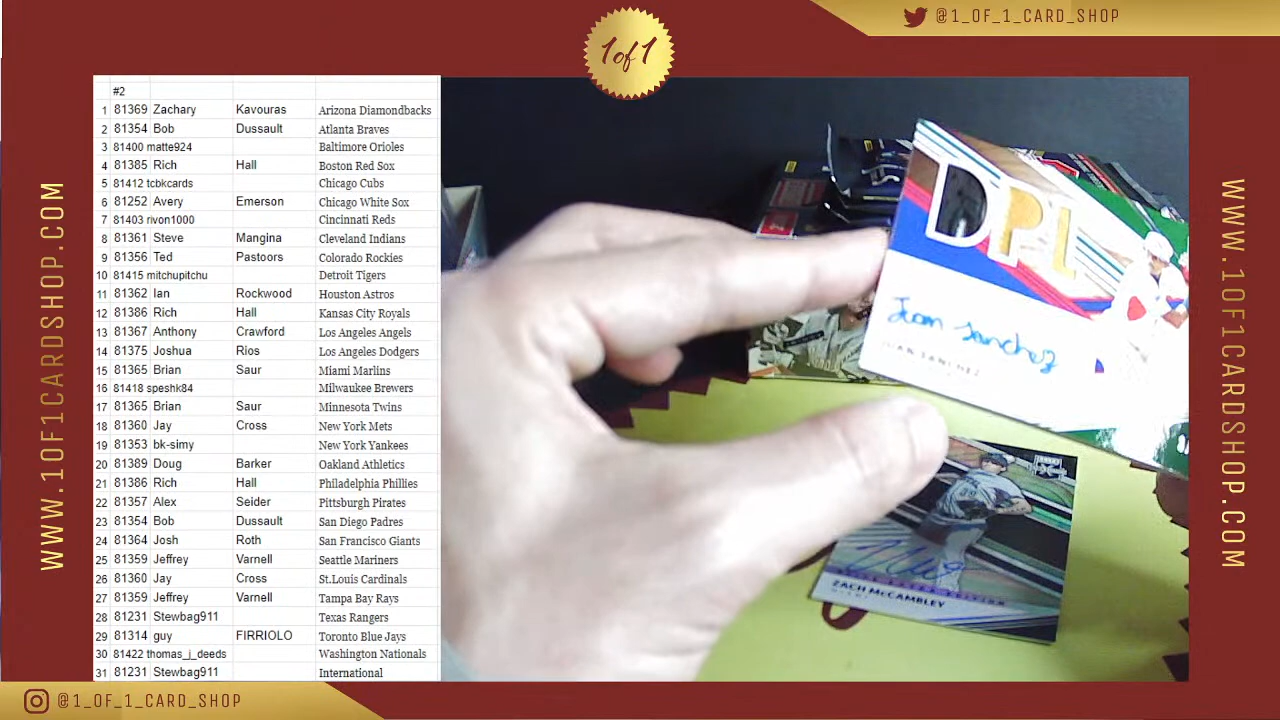 @1_OF_1_CARD_SHOP
1of1
#2
1 81369 Zachary Kavouras Arizona Diamondbacks
2 81354 Bob Dussault Atlanta Braves
3 81400 matte924 Baltimore Orioles
4 81385 Rich Hall Boston Red Sox
5 81412 tcbkcards Chicago Cubs
6 81252 Avery Emerson Chicago White Sox
7 81403 rivon1000 Cincinnati Reds
8 81361 Steve Mangina Cleveland Indians
9 81356 Ted Pastoors Colorado Rockies
10 81415 mitchupitchu Detroit Tigers
11 81362 Ian Rockwood Houston Astros
12 81386 Rich Hall Kansas City Royals
13 81367 Anthony Crawford Los Angeles Angels
14 81375 Joshua Rios Los Angeles Dodgers
15 81365 Brian Saur Miami Marlins
16 81418 speshk84 Milwaukee Brewers
17 81365 Brian Saur Minnesota Twins
18 81360 Jay Cross New York Mets
19 81353 bk-simy New York Yankees
20 81389 Doug Barker Oakland Athletics
21 81386 Rich Hall Philadelphia Phillies
22 81357 Alex Seider Pittsburgh Pirates
23 81354 Bob Dussault San Diego Padres
24 81364 Josh Roth San Francisco Giants
25 81359 Jeffrey Varnell Seattle Mariners
26 81360 Jay Cross St.Louis Cardinals
27 81359 Jeffrey Varnell Tampa Bay Rays
28 81231 Stewbag911 Texas Rangers
29 81314 guy FIRRIOLO Toronto Blue Jays
30 81422 thomas_j_deeds Washington Nationals
31 81231 Stewbag911 International
DPL
Juan Sanchez
JUAN SANCHEZ
ZACH McCAMBLEY
WWW.1OF1CARDSHOP.COM
WWW.1OF1CARDSHOP.COM
@1_OF_1_CARD_SHOP